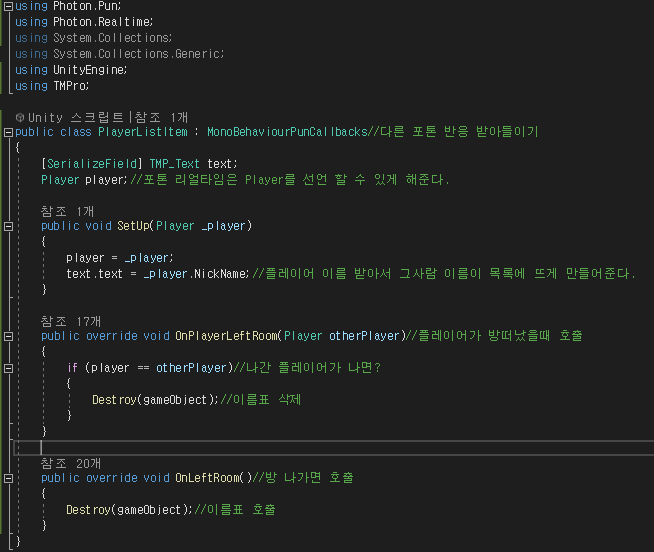 using Photon.Pun;
using Photon.Realtime;
using System.Collections;
using System.Collections.Generic;
using UnityEngine;
using TMPro;
Unity 스크립트|참조 1개
public class PlayerListItem : MonoBehaviourPunCallbacks//다른 포톤 반응 받아들이기
{
[SerializeField] TMP_Text text;
Player player;//포톤 리얼타임은 Player를 선언 할 수 있게 해준다.
참조 1개
public void SetUp(Player _player)
{
player = _player;
text.text = _player.NickName;//플레이어 이름 받아서 그사람 이름이 목록에 뜨게 만들어준다.
}
참조 17개
public override void OnPlayerLeftRoom(Player otherPlayer)//플레이어가 방떠났을때 호출
{
if (player == otherPlayer)//나간 플레이어가 나면?
{
Destroy(gameObject);//이름표 삭제
}
}
참조 20개
public override void OnLeftRoom()//방 나가면 호출
{
Destroy(gameObject);//이름표 호출
}
}